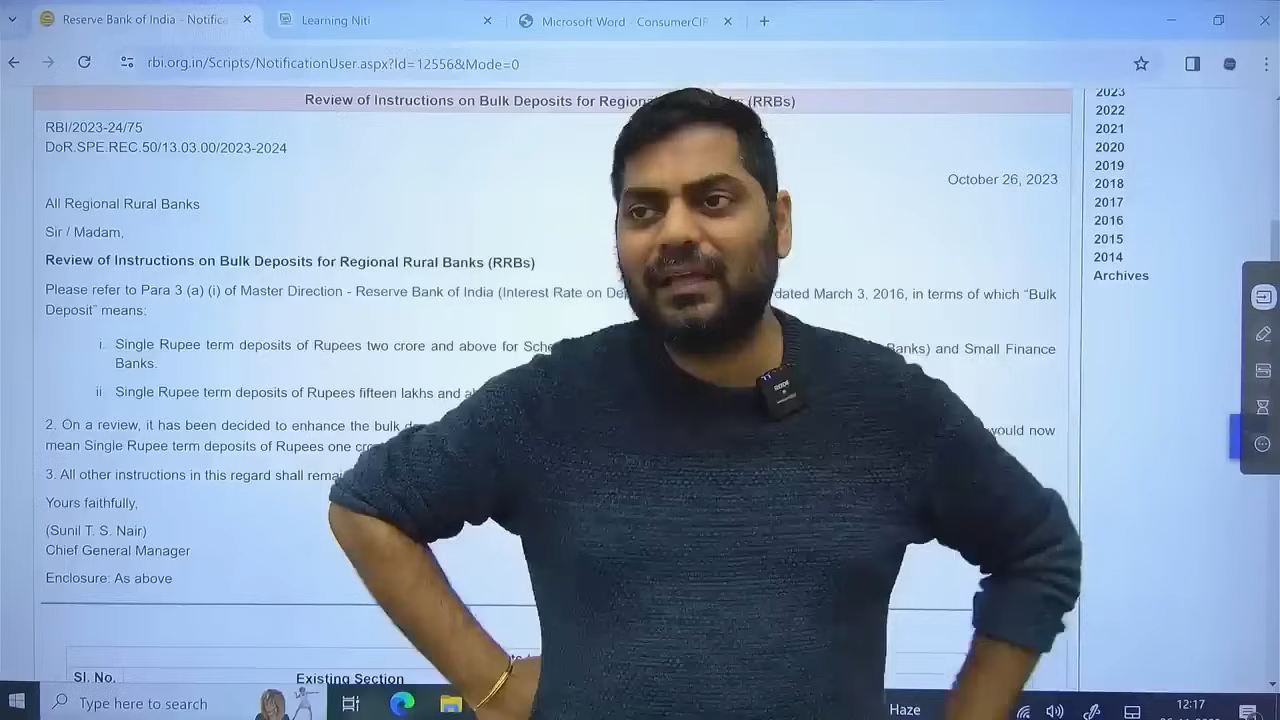 Reserve Bank of India - Notifica
Learning Niti
Microsoft Word - ConsumerCIF
rbi.org.in/Scripts/NotificationUser.aspx?Id=12556&Mode=0
Review of Instructions on Bulk Deposits for (RRBs)
RBI/2023-24/75
DoR.SPE.REC.50/13.03.00/2023-2024
October 26, 2023
All Regional Rural Banks
Sir / Madam,
Review of Instructions on Bulk Deposits for Regional Rural Banks (RRBs)
Please refer to Para 3 (a) (i) of Master Direction - Reserve Bank of India (Interest Rate on dated March 3, 2016, in terms of which “Bulk
Deposit” means:
i. Single Rupee term deposits of Rupees two crore and above for and Small Finance
Banks.
ii Single Rupee term deposits of Rupees fifteen lakhs and
2. On a review, it has been decided to enhance the bulk would now
mean Single Rupee term deposits of Rupees one
3. All other instructions in this regard shall
Yours faithfully,
(Sunil T. S. Nair)
Chief General Manager
Enclosure: As above
Sl. No.
Existing Section
2023
2022
2021
2020
2019
2018
2017
2016
2015
2014
Archives
RODE
Type here to search
Haze
12:17